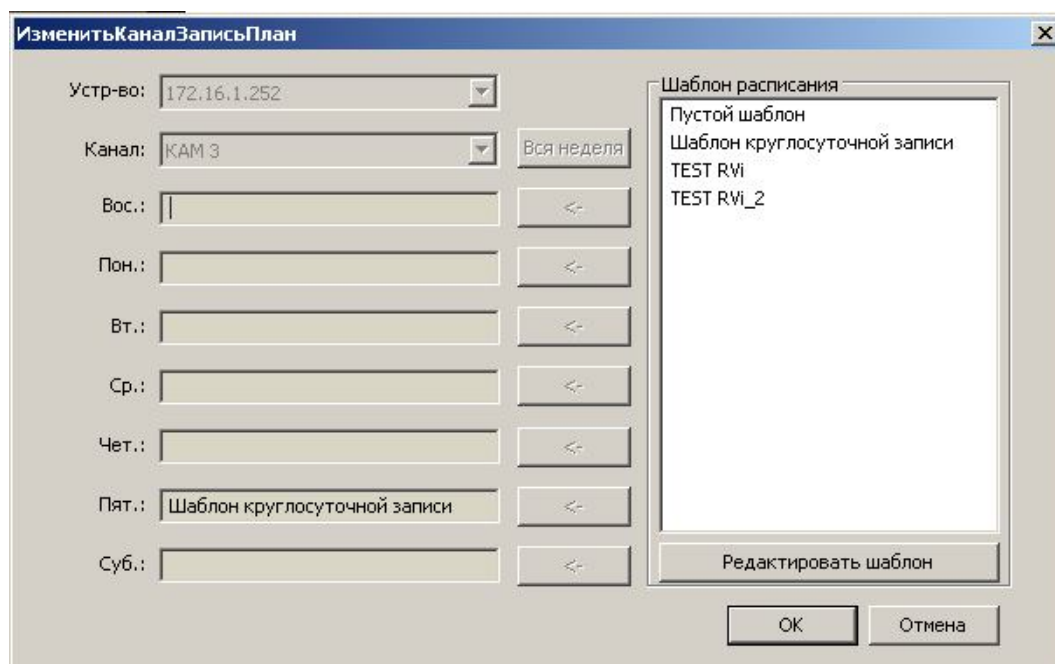 ИзменитьКаналЗаписьПлан
Устр-во: 172.16.1.252
Канал: КАМ 3 Вся неделя
Вос.: <-
Пон.: <-
Вт.: <-
Ср.: <-
Чет.: <-
Пят.: Шаблон круглосуточной записи <-
Суб.: <-
Шаблон расписания
Пустой шаблон
Шаблон круглосуточной записи
TEST RVi
TEST RVi_2
Редактировать шаблон
OK Отмена